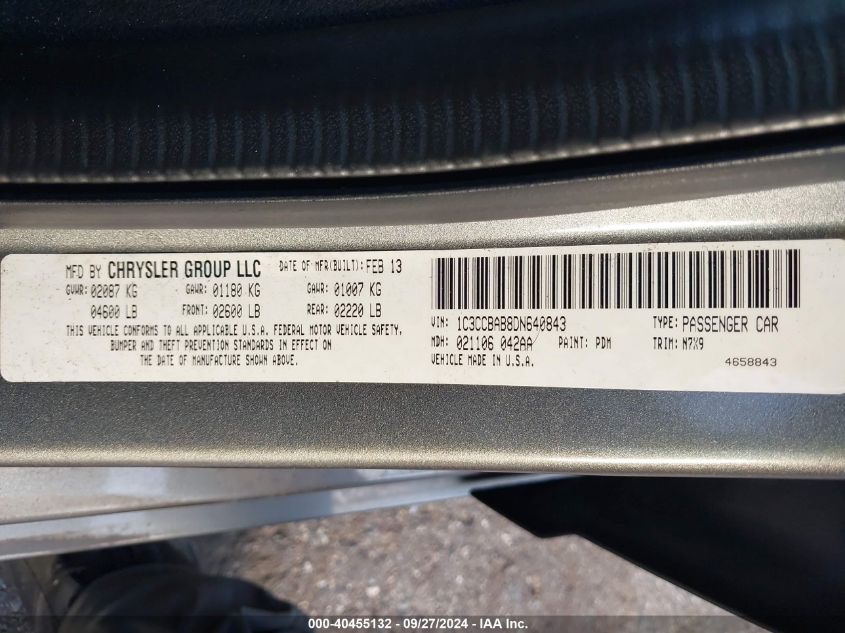 MFD BY CHRYSLER GROUP LLC DATE OF MFR(BUILT): FEB 13
GVWR: 02087 KG GAWR: 01180 KG GAWR: 01007 KG
04600 LB FRONT: 02600 LB REAR: 02220 LB
THIS VEHICLE CONFORMS TO ALL APPLICABLE U.S.A. FEDERAL MOTOR VEHICLE SAFETY,
BUMPER AND THEFT PREVENTION STANDARDS IN EFFECT ON
THE DATE OF MANUFACTURE SHOWN ABOVE.
VIN: 1C3CCBAB8DN640843 TYPE: PASSENGER CAR
MDH: 021106 042AA PAINT: PDM TRIM: N7X9
VEHICLE MADE IN U.S.A. 4658843
000-40455132 - 09/27/2024 - IAA Inc.